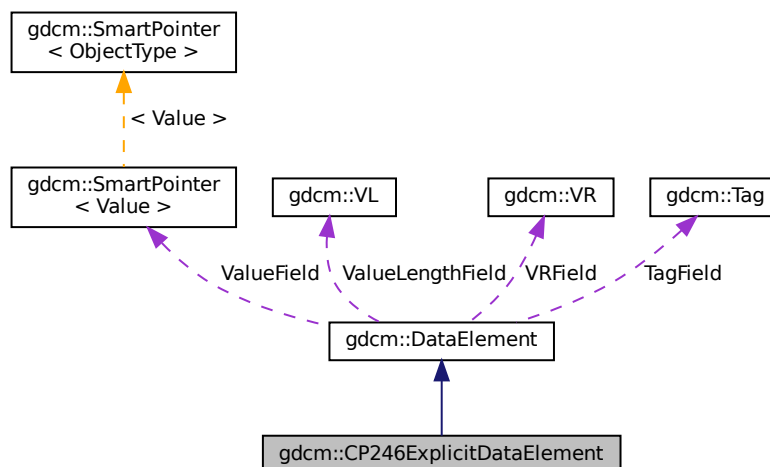 gdcm::SmartPointer
< ObjectType >
< Value >
gdcm::SmartPointer
< Value >
gdcm::VL
gdcm::VR
gdcm::Tag
ValueField
ValueLengthField
VRField
TagField
gdcm::DataElement
gdcm::CP246ExplicitDataElement